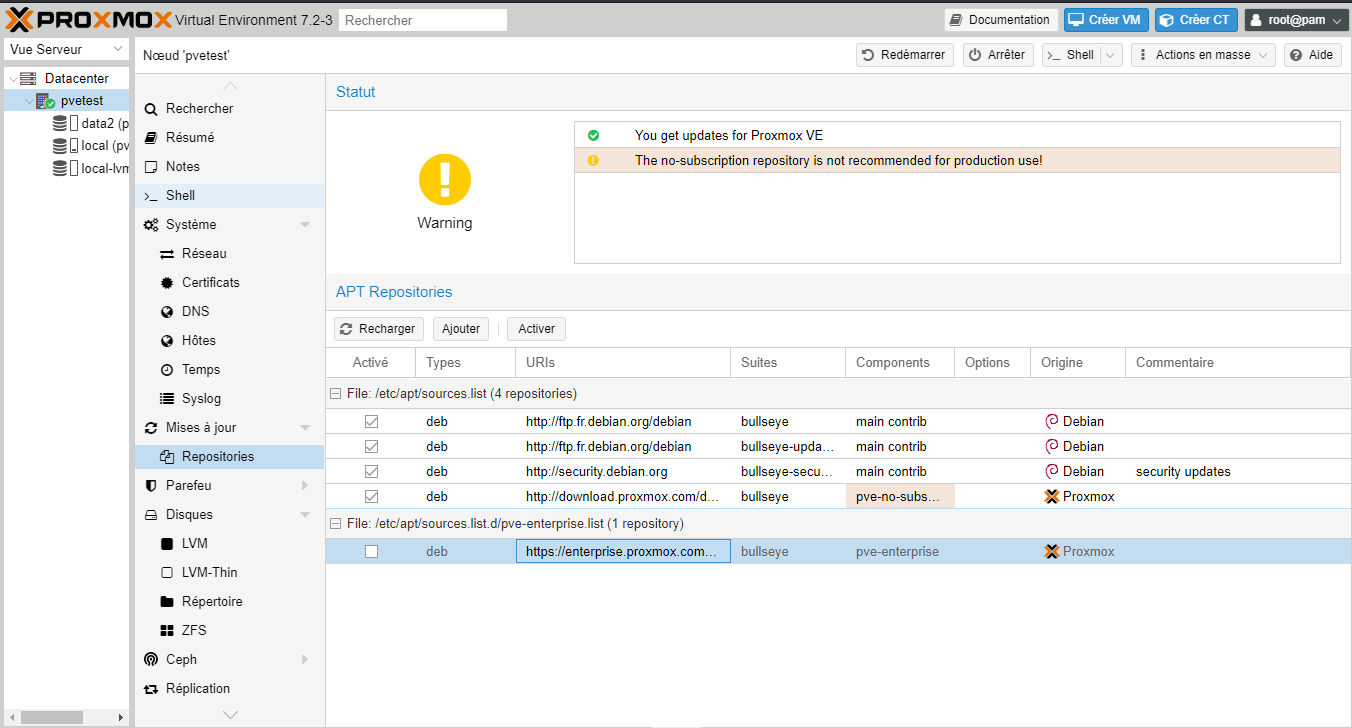 PROXMOX Virtual Environment 7.2-3 Rechercher Documentation Créer VM Créer CT root@pam
Vue Serveur
Datacenter
pvetest
data2 (p
local (pv
local-lvm
Nœud 'pvetest' Redémarrer Arrêter Shell Actions en masse Aide
Rechercher
Résumé
Notes
Shell
Système
Réseau
Certificats
DNS
Hôtes
Temps
Syslog
Mises à jour
Repositories
Parefeu
Disques
LVM
LVM-Thin
Répertoire
ZFS
Ceph
Réplication
Statut
Warning
You get updates for Proxmox VE
The no-subscription repository is not recommended for production use!
APT Repositories
Recharger Ajouter Activer
Activé Types URIs Suites Components Options Origine Commentaire
File: /etc/apt/sources.list (4 repositories)
deb http://ftp.fr.debian.org/debian bullseye main contrib Debian
deb http://ftp.fr.debian.org/debian bullseye-upda... main contrib Debian
deb http://security.debian.org bullseye-secu... main contrib Debian security updates
deb http://download.proxmox.com/d... bullseye pve-no-subs... Proxmox
File: /etc/apt/sources.list.d/pve-enterprise.list (1 repository)
deb https://enterprise.proxmox.com... bullseye pve-enterprise Proxmox